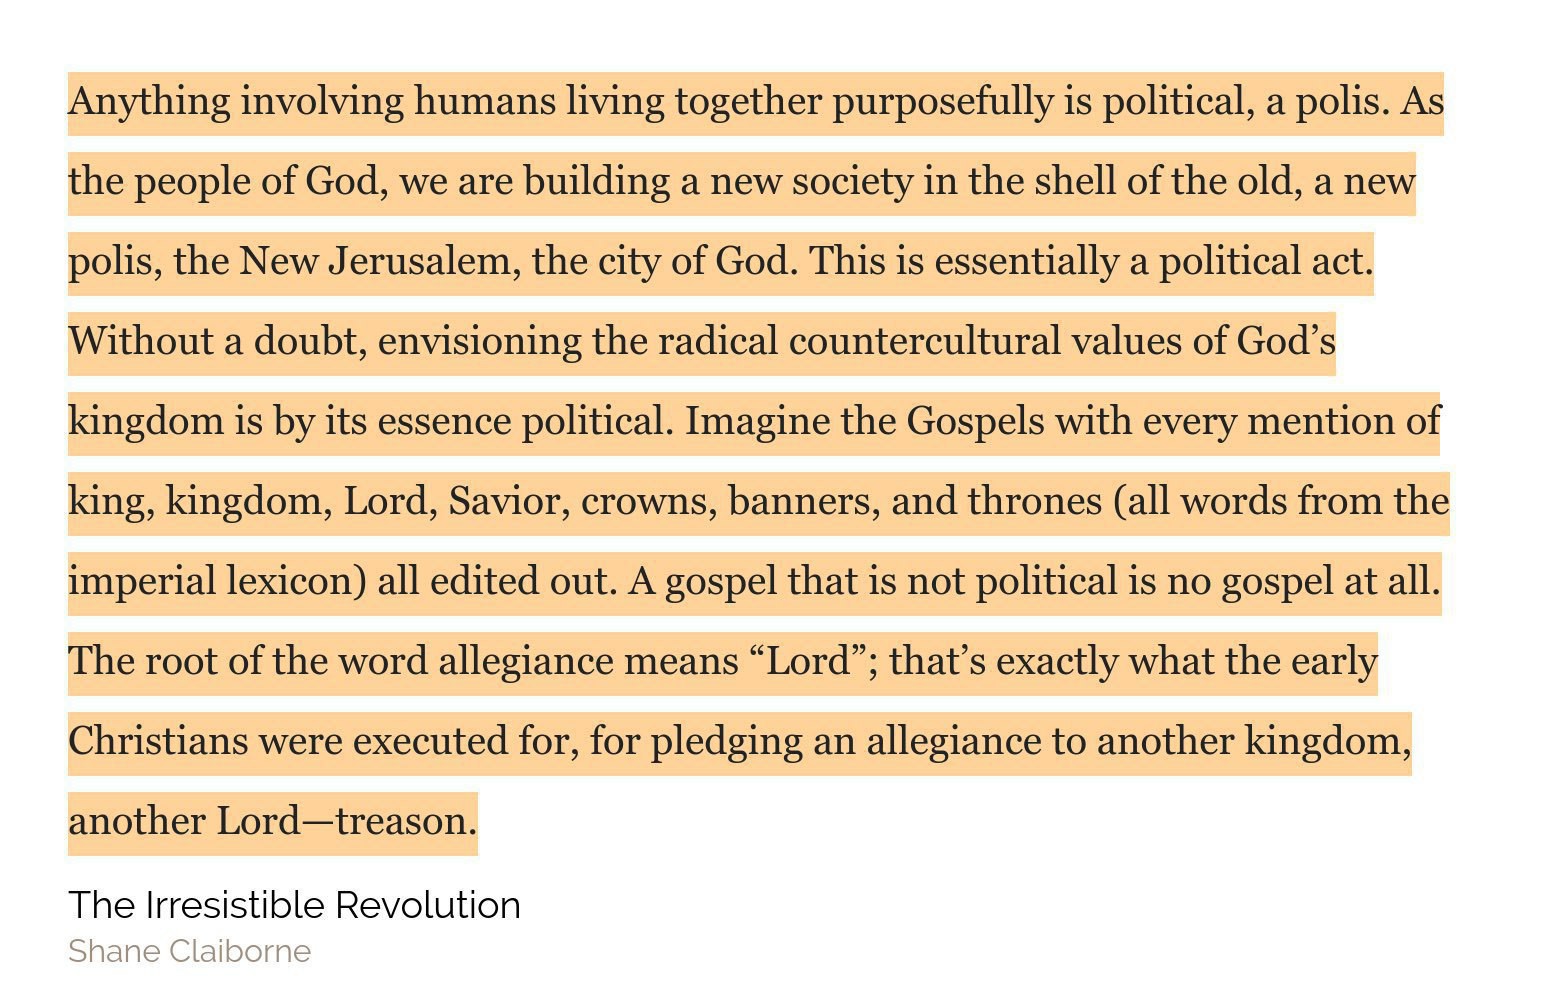 Anything involving humans living together purposefully is political, a polis. As
the people of God, we are building a new society in the shell of the old, a new
polis, the New Jerusalem, the city of God. This is essentially a political act.
Without a doubt, envisioning the radical countercultural values of God’s
kingdom is by its essence political. Imagine the Gospels with every mention of
king, kingdom, Lord, Savior, crowns, banners, and thrones (all words from the
imperial lexicon) all edited out. A gospel that is not political is no gospel at all.
The root of the word allegiance means “Lord”; that’s exactly what the early
Christians were executed for, for pledging an allegiance to another kingdom,
another Lord—treason.
The Irresistible Revolution
Shane Claiborne